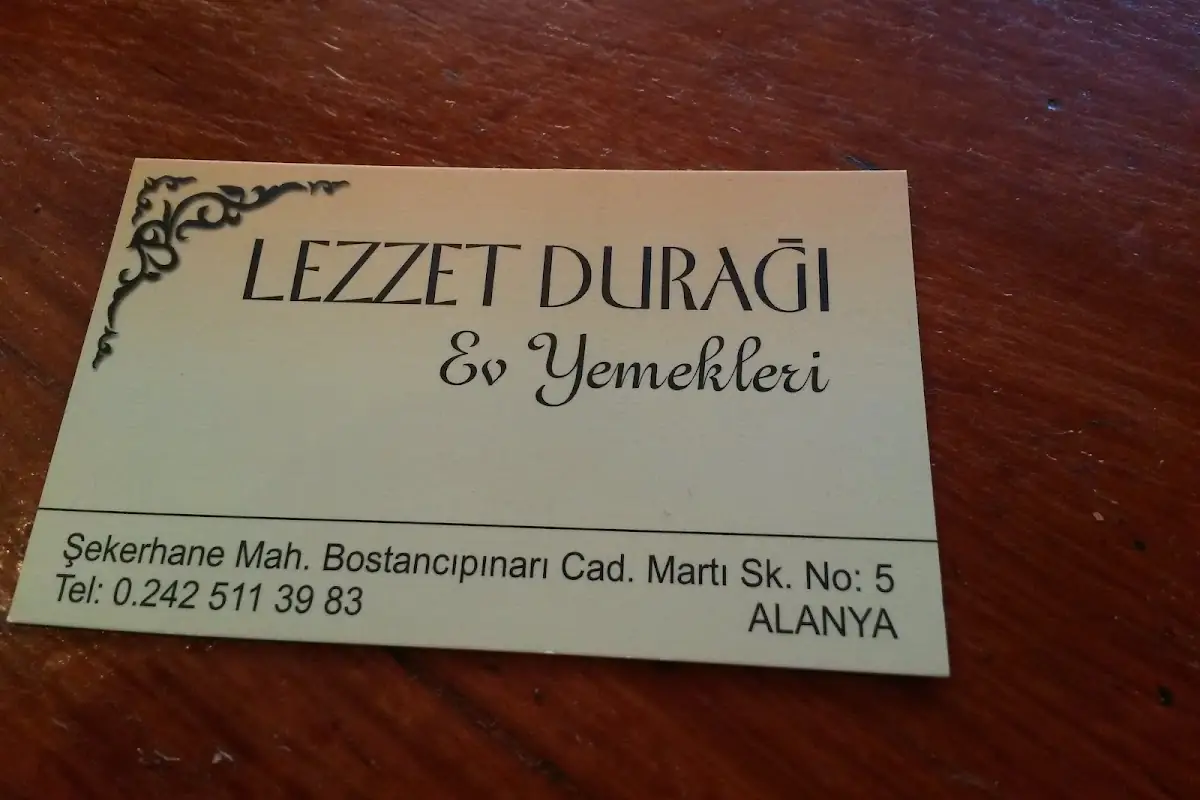 LEZZET DURAĞI
Ev Yemekleri
Şekerhane Mah. Bostancıpınarı Cad. Martı Sk. No: 5
Tel: 0.242 511 39 83
ALANYA